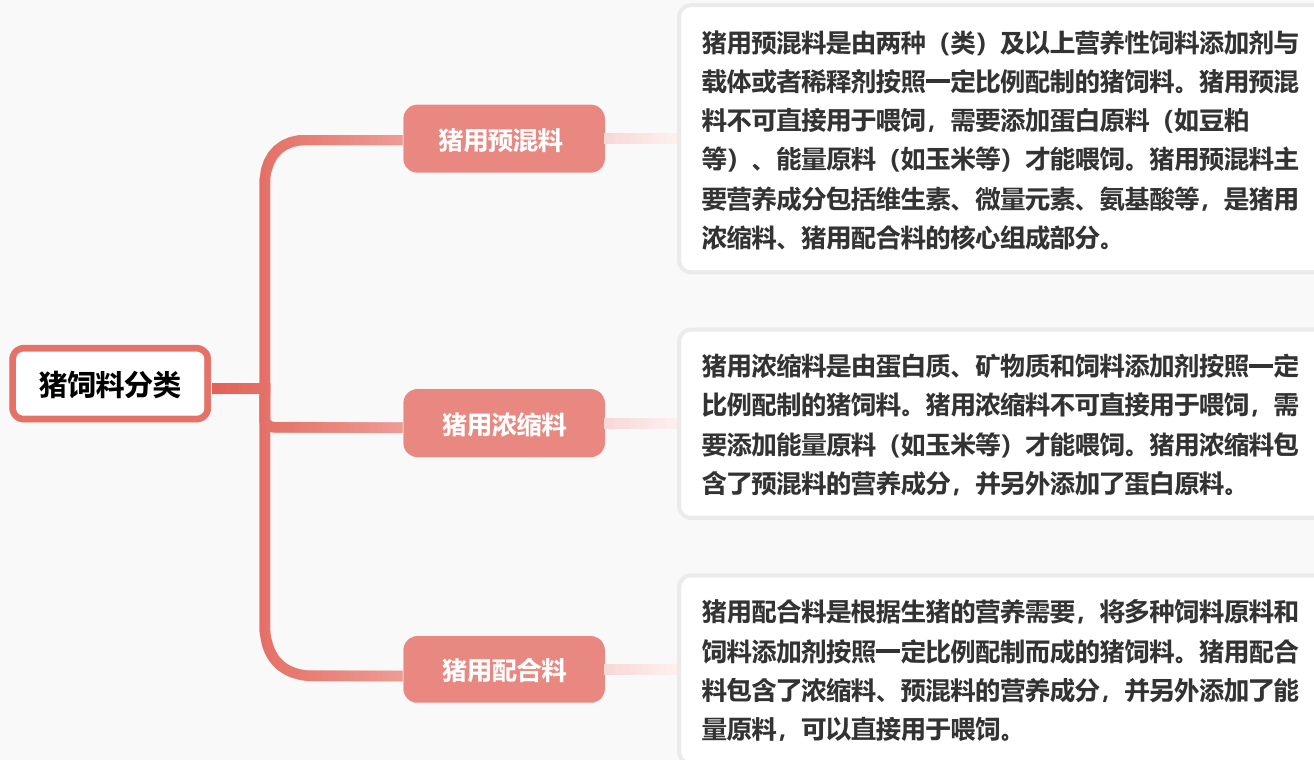 猪饲料分类
猪用预混料
猪用预混料是由两种（类）及以上营养性饲料添加剂与
载体或者稀释剂按照一定比例配制的猪饲料。猪用预混
料不可直接用于喂饲，需要添加蛋白原料（如豆粕
等）、能量原料（如玉米等）才能喂饲。猪用预混料主
要营养成分包括维生素、微量元素、氨基酸等，是猪用
浓缩料、猪用配合料的核心组成部分。
猪用浓缩料
猪用浓缩料是由蛋白质、矿物质和饲料添加剂按照一定
比例配制的猪饲料。猪用浓缩料不可直接用于喂饲，需
要添加能量原料（如玉米等）才能喂饲。猪用浓缩料包
含了预混料的营养成分，并另外添加了蛋白原料。
猪用配合料
猪用配合料是根据生猪的营养需要，将多种饲料原料和
饲料添加剂按照一定比例配制而成的猪饲料。猪用配合
料包含了浓缩料、预混料的营养成分，并另外添加了能
量原料，可以直接用于喂饲。